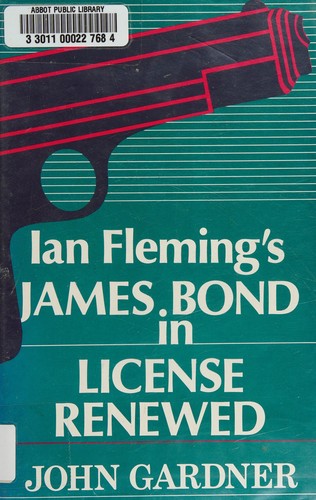 ABBOT PUBLIC LIBRARY
3 3011 00022 768 4
Ian Fleming's
JAMES BOND
in
LICENSE
RENEWED
JOHN GARDNER